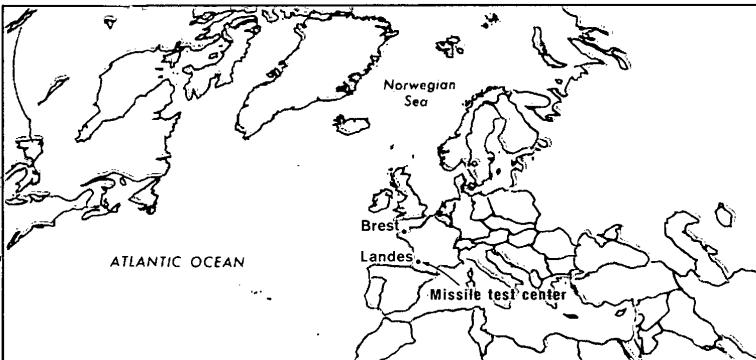 Norwegian
Sea
Brest
ATLANTIC OCEAN
Landes
Missile test center